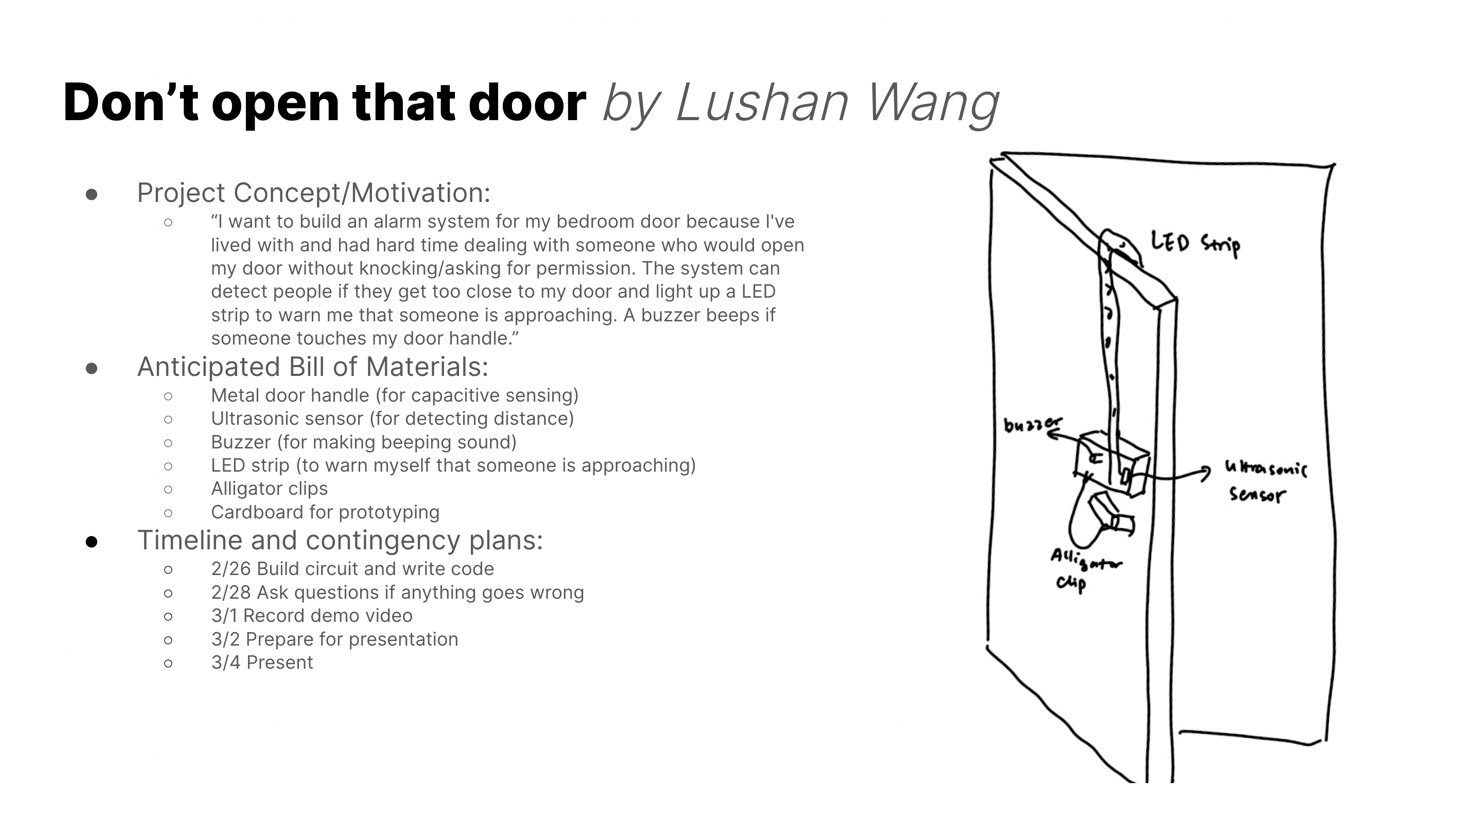 Don’t open that door by Lushan Wang
● Project Concept/Motivation:
○ “I want to build an alarm system for my bedroom door because I've
lived with and had hard time dealing with someone who would open
my door without knocking/asking for permission. The system can
detect people if they get too close to my door and light up a LED
strip to warn me that someone is approaching. A buzzer beeps if
someone touches my door handle.”
● Anticipated Bill of Materials:
○ Metal door handle (for capacitive sensing)
○ Ultrasonic sensor (for detecting distance)
○ Buzzer (for making beeping sound)
○ LED strip (to warn myself that someone is approaching)
○ Alligator clips
○ Cardboard for prototyping
● Timeline and contingency plans:
○ 2/26 Build circuit and write code
○ 2/28 Ask questions if anything goes wrong
○ 3/1 Record demo video
○ 3/2 Prepare for presentation
○ 3/4 Present
LED Strip
buzzer
ultrasonic
sensor
Alligator
clip